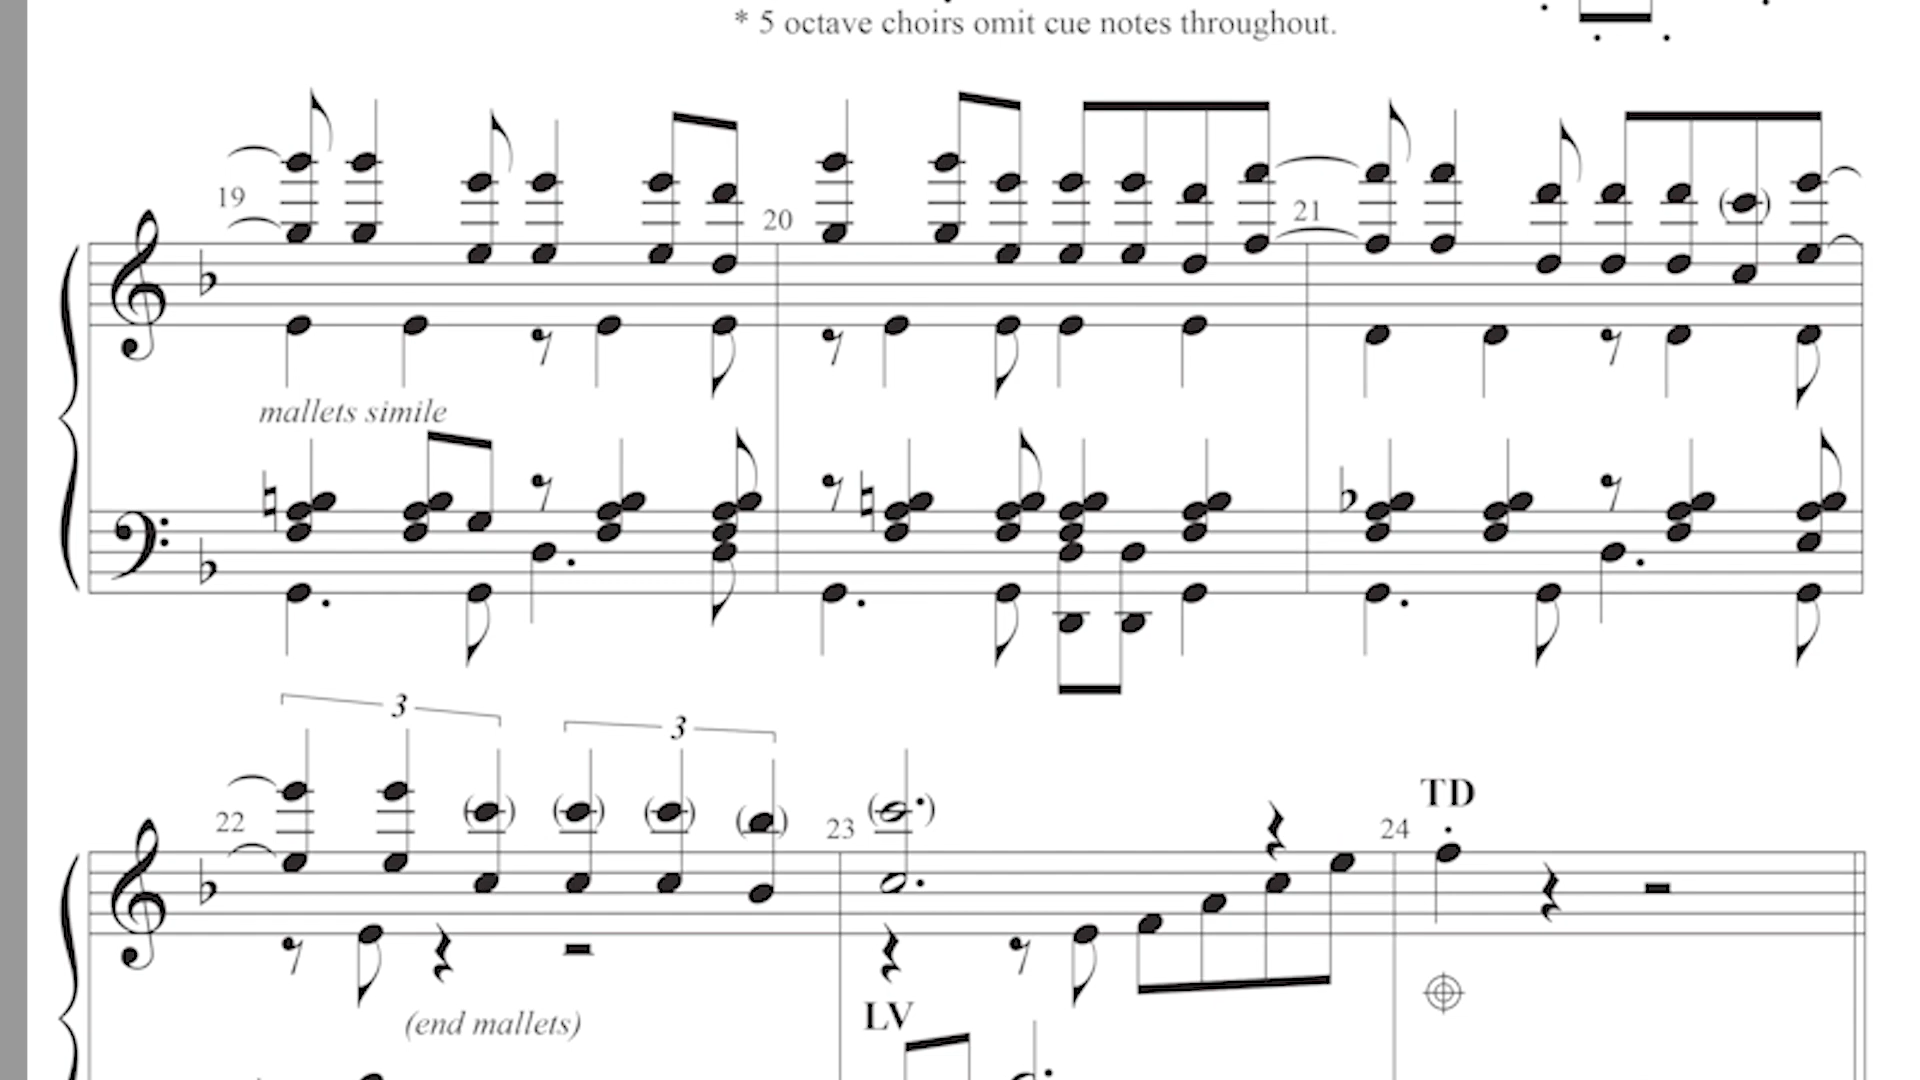 * 5 octave choirs omit cue notes throughout.
19
20
21
mallets simile
3
3
22
23
24
TD
(end mallets)
LV